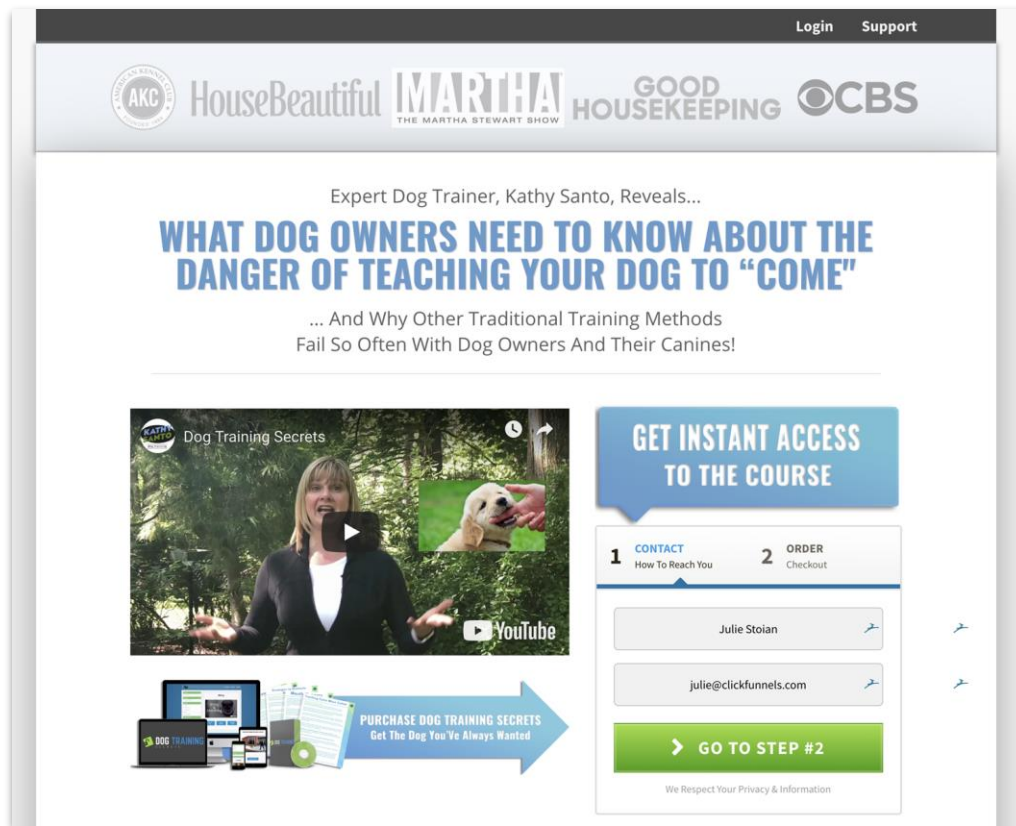 Login Support
AMERICAN KENNEL CLUB
AKC
HouseBeautiful
MARTHA
THE MARTHA STEWART SHOW
GOOD
HOUSEKEEPING
CBS
Expert Dog Trainer, Kathy Santo, Reveals...
WHAT DOG OWNERS NEED TO KNOW ABOUT THE
DANGER OF TEACHING YOUR DOG TO “COME"
... And Why Other Traditional Training Methods
Fail So Often With Dog Owners And Their Canines!
KATHY
SANTO
Dog Training Secrets
YouTube
DOG TRAINING
PURCHASE DOG TRAINING SECRETS
Get The Dog You'Ve Always Wanted
GET INSTANT ACCESS
TO THE COURSE
1 CONTACT
How To Reach You
2 ORDER
Checkout
Julie Stoian
julie@clickfunnels.com
GO TO STEP #2
We Respect Your Privacy & Information